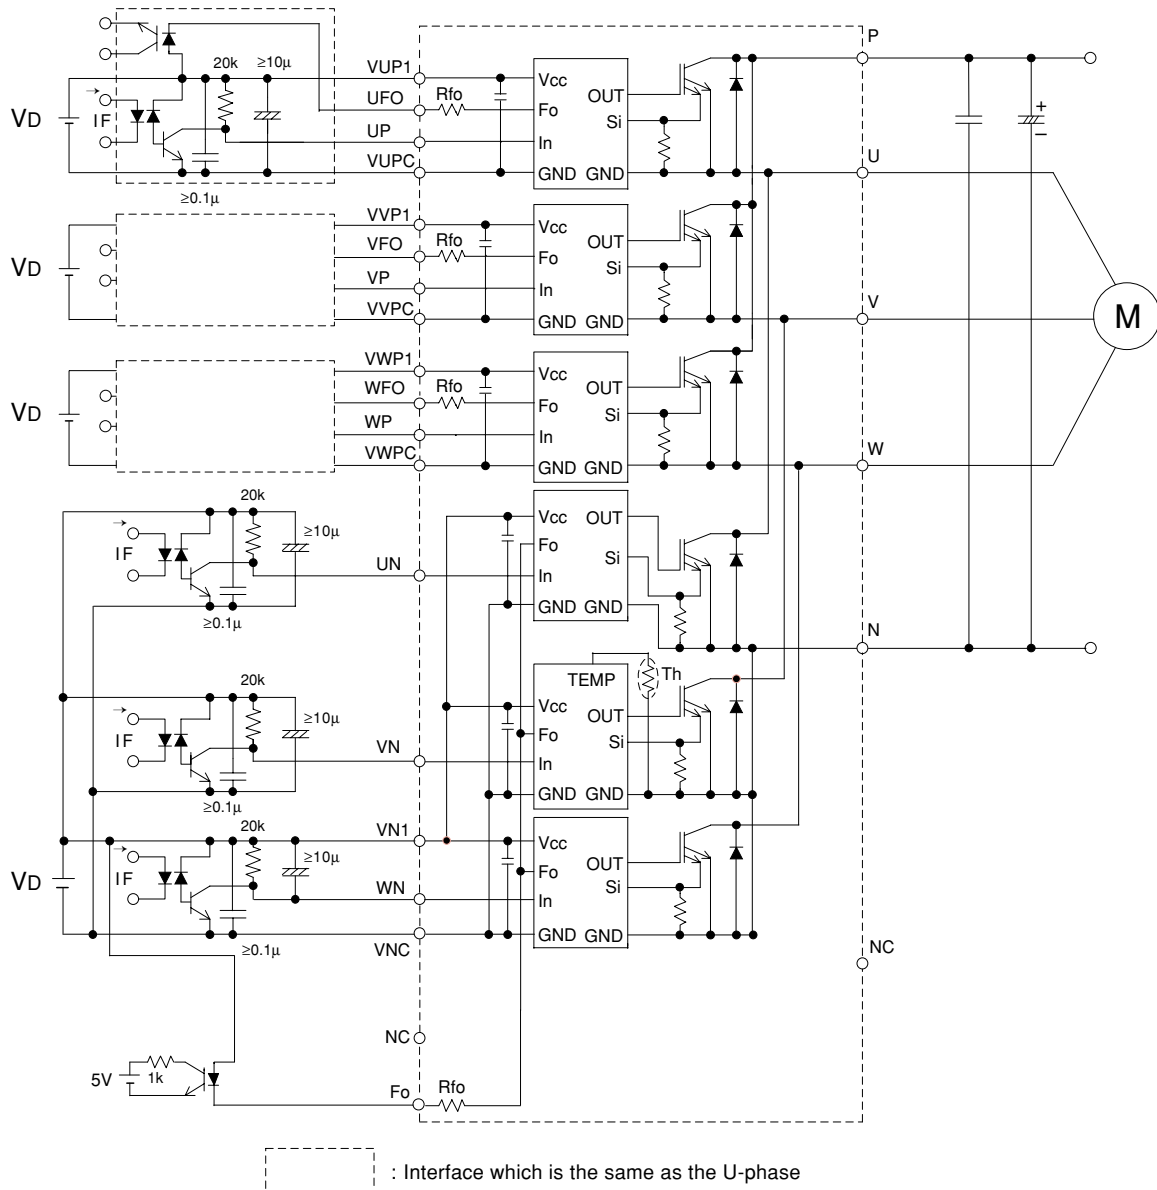 P
20k ≥10μ VUP1
Vcc
VD IF UFO Rfo Fo OUT
Si
+
–
UP In
VUPC GND GND U
≥0.1μ
VVP1 Vcc
VFO Rfo Fo OUT
VD Si
VP In
VVPC GND GND V
M
VWP1 Vcc
WFO Rfo Fo OUT
VD Si
WP In
VWPC GND GND W
20k
≥10μ Vcc OUT
IF Fo
Si
UN In
GND GND
≥0.1μ N
TEMP Th
20k
≥10μ Vcc
OUT
IF Fo
VN Si
In
GND GND
≥0.1μ
20k VN1 Vcc
≥10μ
VD IF OUT
Fo
WN Si
In
GND GND
≥0.1μ VNC NC
NC
5V 1k
Fo Rfo
: Interface which is the same as the U-phase